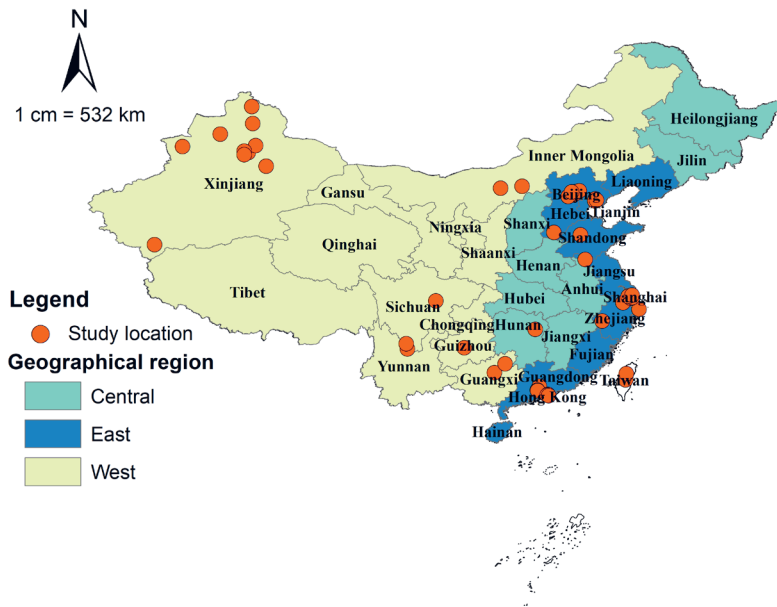 N
1 cm = 532 km
Heilongjiang
Jilin
Inner Mongolia
Liaoning
Xinjiang
Gansu
Beijing
Tianjin
Hebei
Shanxi
Ningxia
Shandong
Qinghai
Shaanxi
Henan
Jiangsu
Tibet
Anhui
Hubei
Shanghai
Sichuan
Chongqing
Hunan
Zhejiang
Jiangxi
Guizhou
Fujian
Yunnan
Guangxi
Guangdong
Taiwan
Hong Kong
Hainan
Legend
Study location
Geographical region
Central
East
West